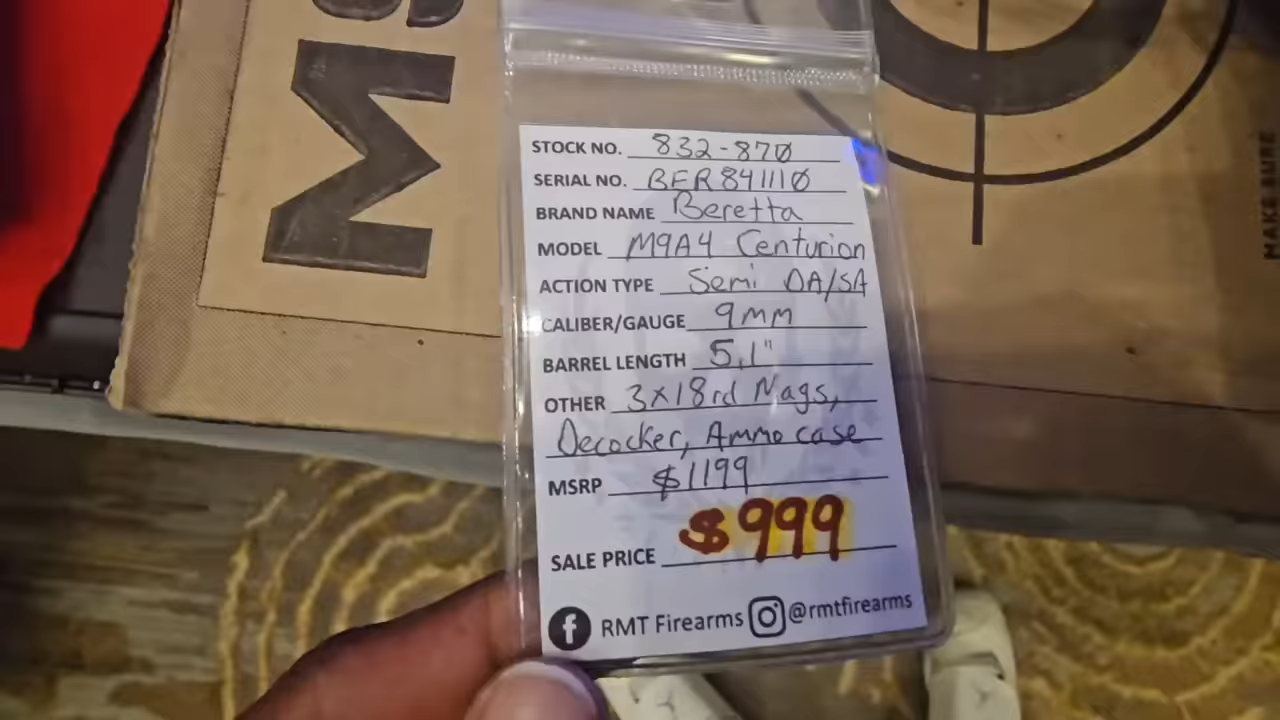 STOCK NO. 832-870
SERIAL NO. BER841110
BRAND NAME Beretta
MODEL M9A4 Centurion
ACTION TYPE Semi DA/SA
CALIBER/GAUGE 9mm
BARREL LENGTH 5.1"
OTHER 3x18rd Mags,
Decocker, Ammo case
MSRP $1199
SALE PRICE $999
RMT Firearms @rmtfirearms
MAKE SURE